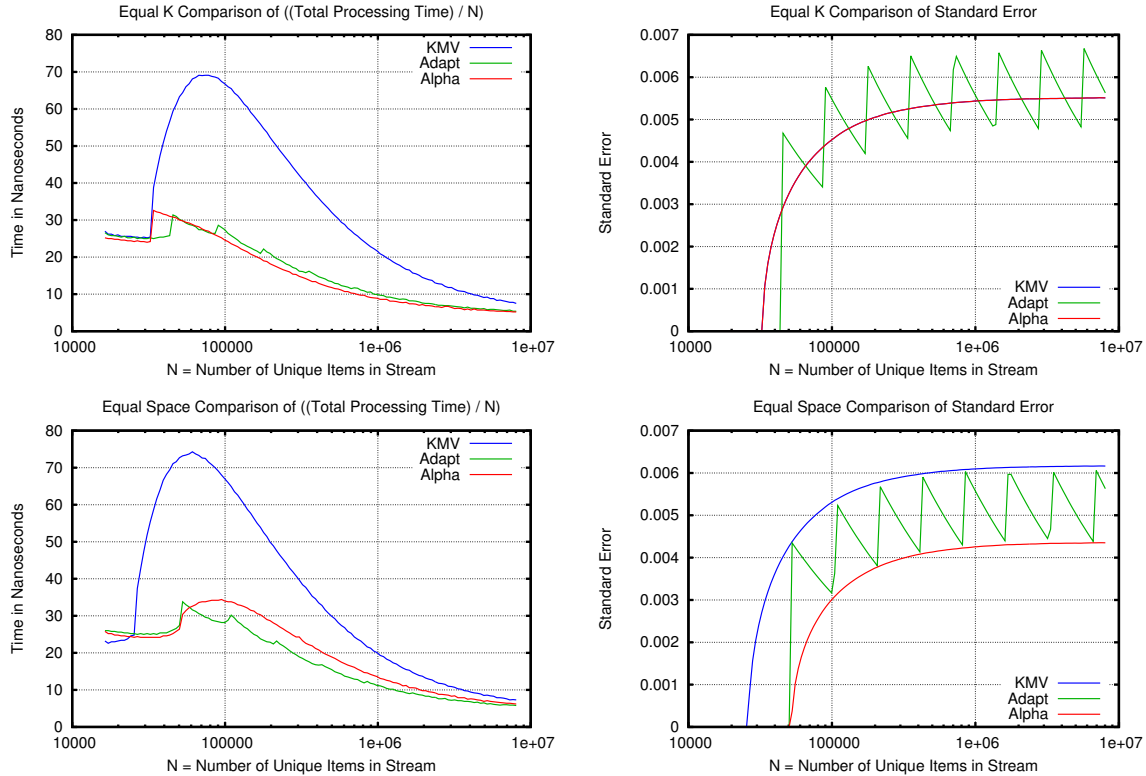 Equal K Comparison of ((Total Processing Time) / N)
80
70
60
50
40
30
20
10
0
Time in Nanoseconds
KMV
Adapt
Alpha
10000
100000
1e+06
1e+07
N = Number of Unique Items in Stream
Equal K Comparison of Standard Error
0.007
0.006
0.005
0.004
0.003
0.002
0.001
0
Standard Error
KMV
Adapt
Alpha
10000
100000
1e+06
1e+07
N = Number of Unique Items in Stream
Equal Space Comparison of ((Total Processing Time) / N)
80
70
60
50
40
30
20
10
0
Time in Nanoseconds
KMV
Adapt
Alpha
10000
100000
1e+06
1e+07
N = Number of Unique Items in Stream
Equal Space Comparison of Standard Error
0.007
0.006
0.005
0.004
0.003
0.002
0.001
0
Standard Error
KMV
Adapt
Alpha
10000
100000
1e+06
1e+07
N = Number of Unique Items in Stream